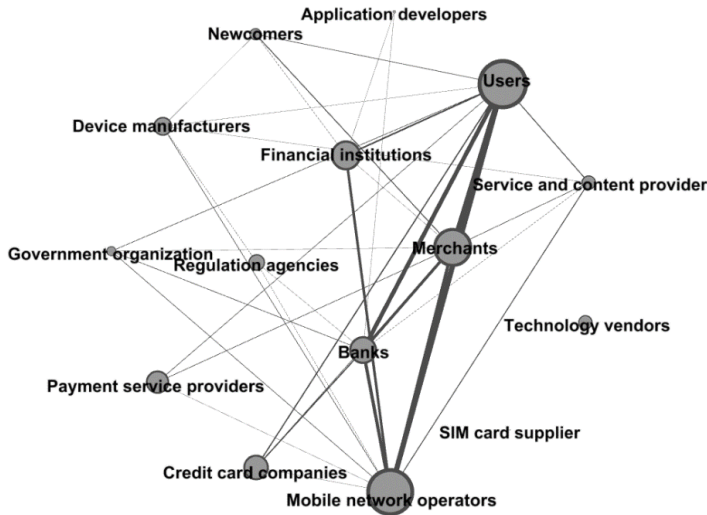 Application developers
Newcomers
Users
Device manufacturers
Financial institutions
Service and content provider
Merchants
Government organization
Regulation agencies
Technology vendors
Banks
Payment service providers
SIM card supplier
Credit card companies
Mobile network operators